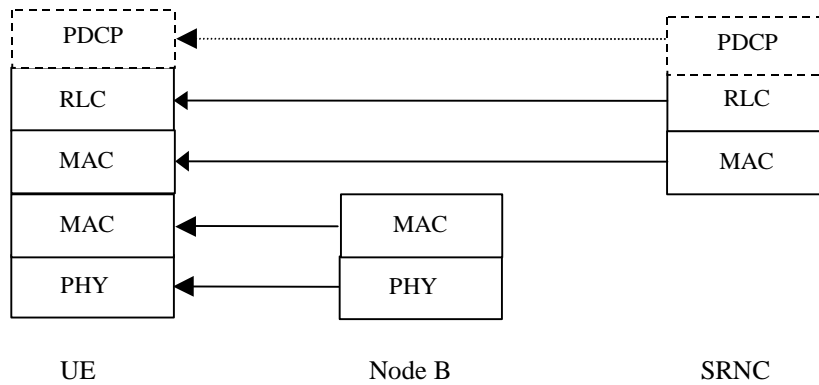 PDCP PDCP
RLC RLC
MAC MAC
MAC MAC
PHY PHY
UE Node B SRNC